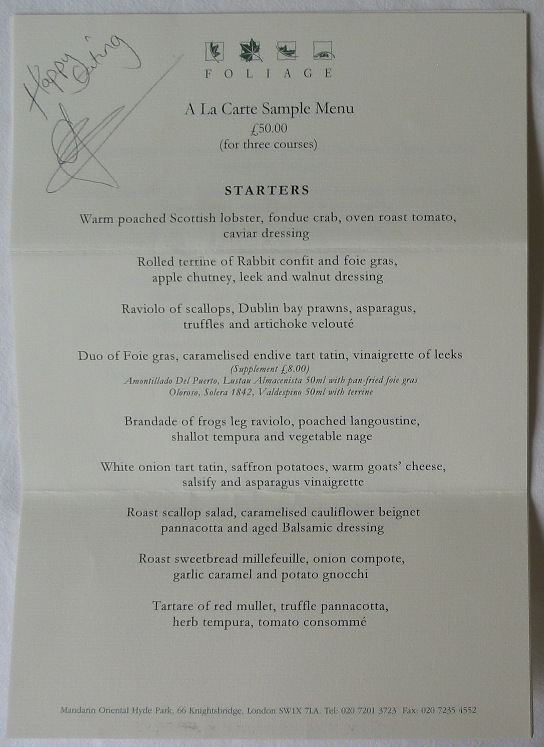 Happy
Eating
FOLIAGE
A La Carte Sample Menu
£50.00
(for three courses)
STARTERS
Warm poached Scottish lobster, fondue crab, oven roast tomato,
caviar dressing
Rolled terrine of Rabbit confit and foie gras,
apple chutney, leek and walnut dressing
Raviolo of scallops, Dublin bay prawns, asparagus,
truffles and artichoke velouté
Duo of Foie gras, caramelised endive tart tatin, vinaigrette of leeks
(Supplement £8.00)
Amontillado Del Puerto, Lustau Almacenista 50ml with pan-fried foie gras
Oloroso, Solera 1842, Valdespino 50ml with terrine
Brandade of frogs leg raviolo, poached langoustine,
shallot tempura and vegetable nage
White onion tart tatin, saffron potatoes, warm goats' cheese,
salsify and asparagus vinaigrette
Roast scallop salad, caramelised cauliflower beignet
pannacotta and aged Balsamic dressing
Roast sweetbread millefeuille, onion compote,
garlic caramel and potato gnocchi
Tartare of red mullet, truffle pannacotta,
herb tempura, tomato consommé
Mandarin Oriental Hyde Park, 66 Knightsbridge, London SW1X 7LA Tel: 020 7201 3723 Fax: 020 7235 4552